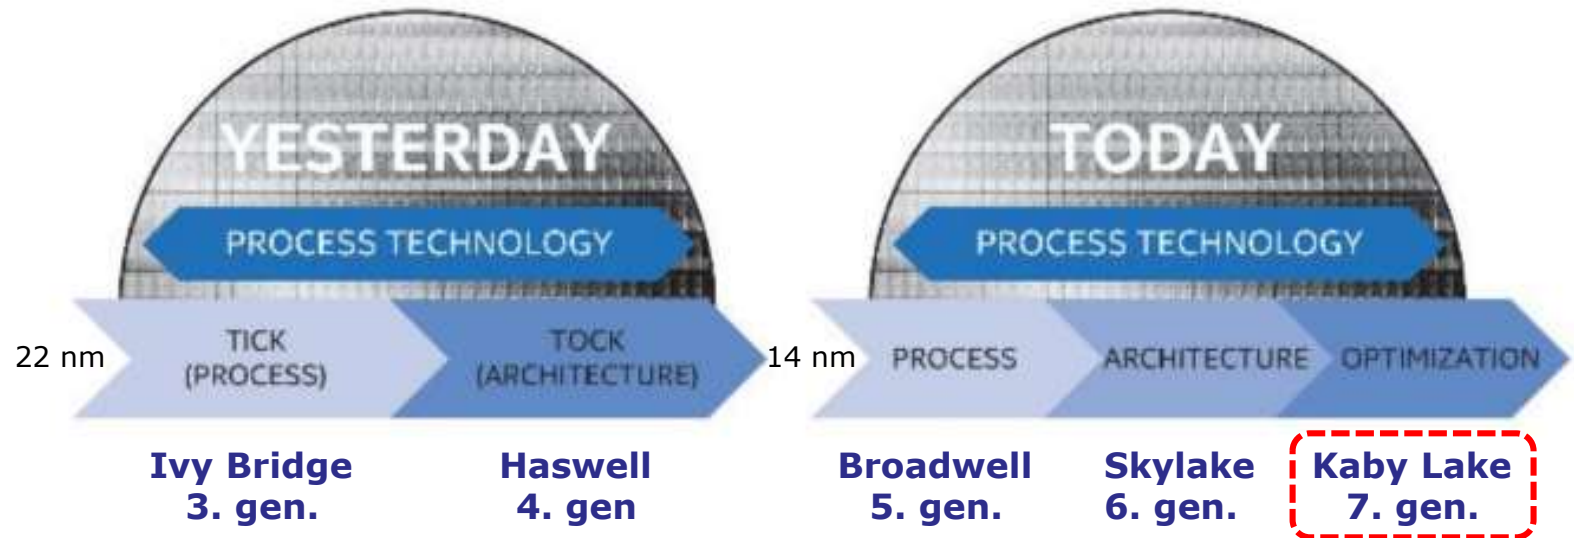 YESTERDAY
PROCESS TECHNOLOGY
22 nm
TICK
(PROCESS)
TOCK
(ARCHITECTURE)
Ivy Bridge
3. gen.
Haswell
4. gen
TODAY
PROCESS TECHNOLOGY
14 nm
PROCESS
ARCHITECTURE
OPTIMIZATION
Broadwell
5. gen.
Skylake
6. gen.
Kaby Lake
7. gen.